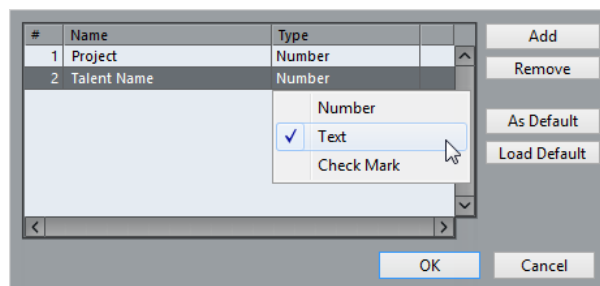 # Name Type
1 Project Number
2 Talent Name Number
Number
Text
Check Mark
Add
Remove
As Default
Load Default
OK Cancel